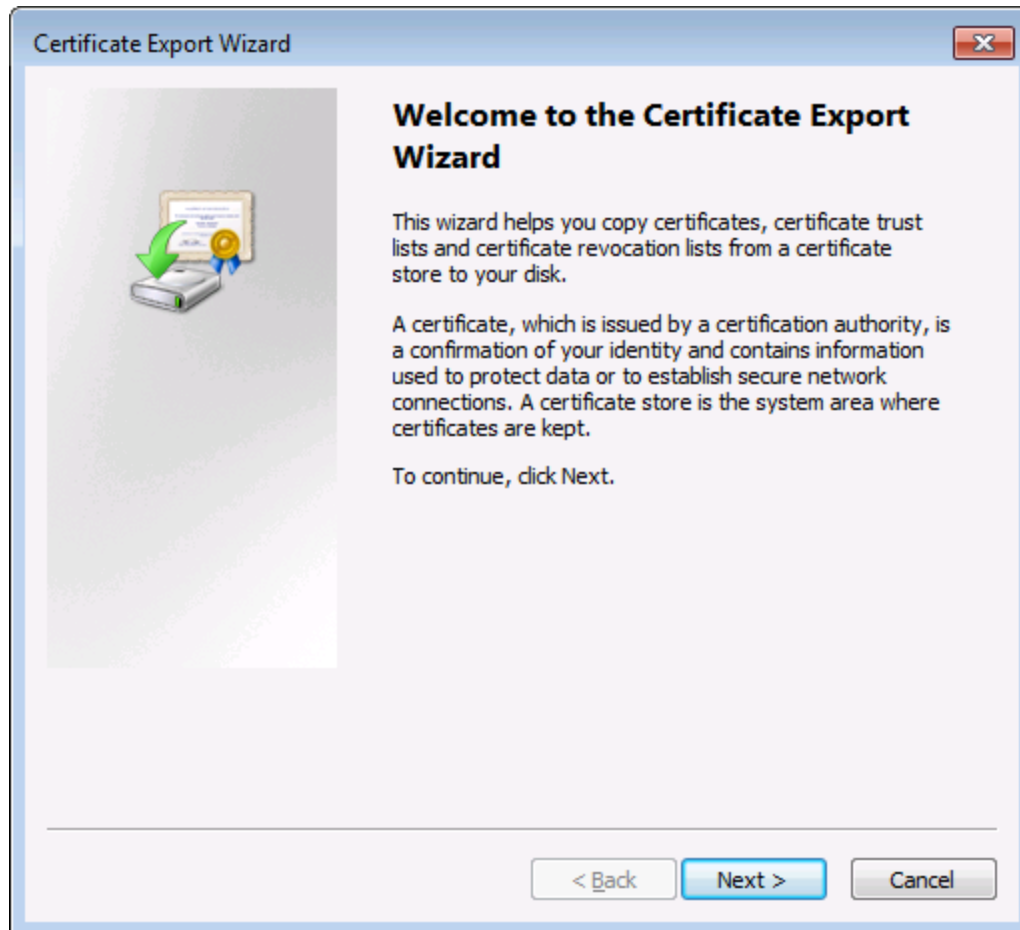 Certificate Export Wizard
Welcome to the Certificate Export
Wizard
This wizard helps you copy certificates, certificate trust
lists and certificate revocation lists from a certificate
store to your disk.
A certificate, which is issued by a certification authority, is
a confirmation of your identity and contains information
used to protect data or to establish secure network
connections. A certificate store is the system area where
certificates are kept.
To continue, click Next.
< Back
Next >
Cancel